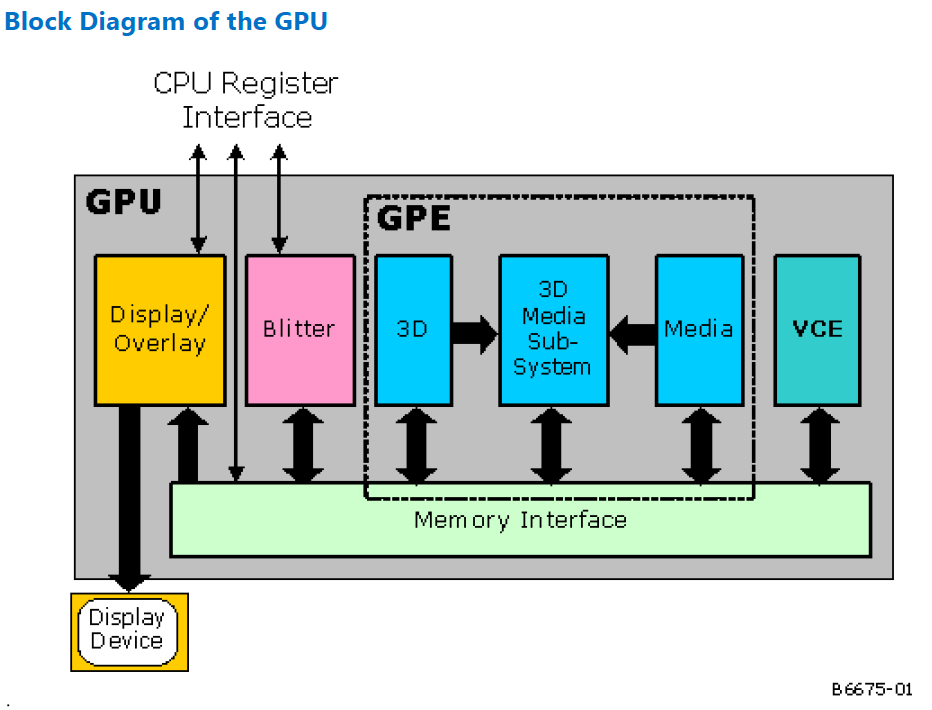 Block Diagram of the GPU
CPU Register
Interface
GPU
GPE
Display/
Overlay
Blitter
3D
3D
Media
Sub-
System
Media
VCE
Memory Interface
Display
Device
B6675-01
.